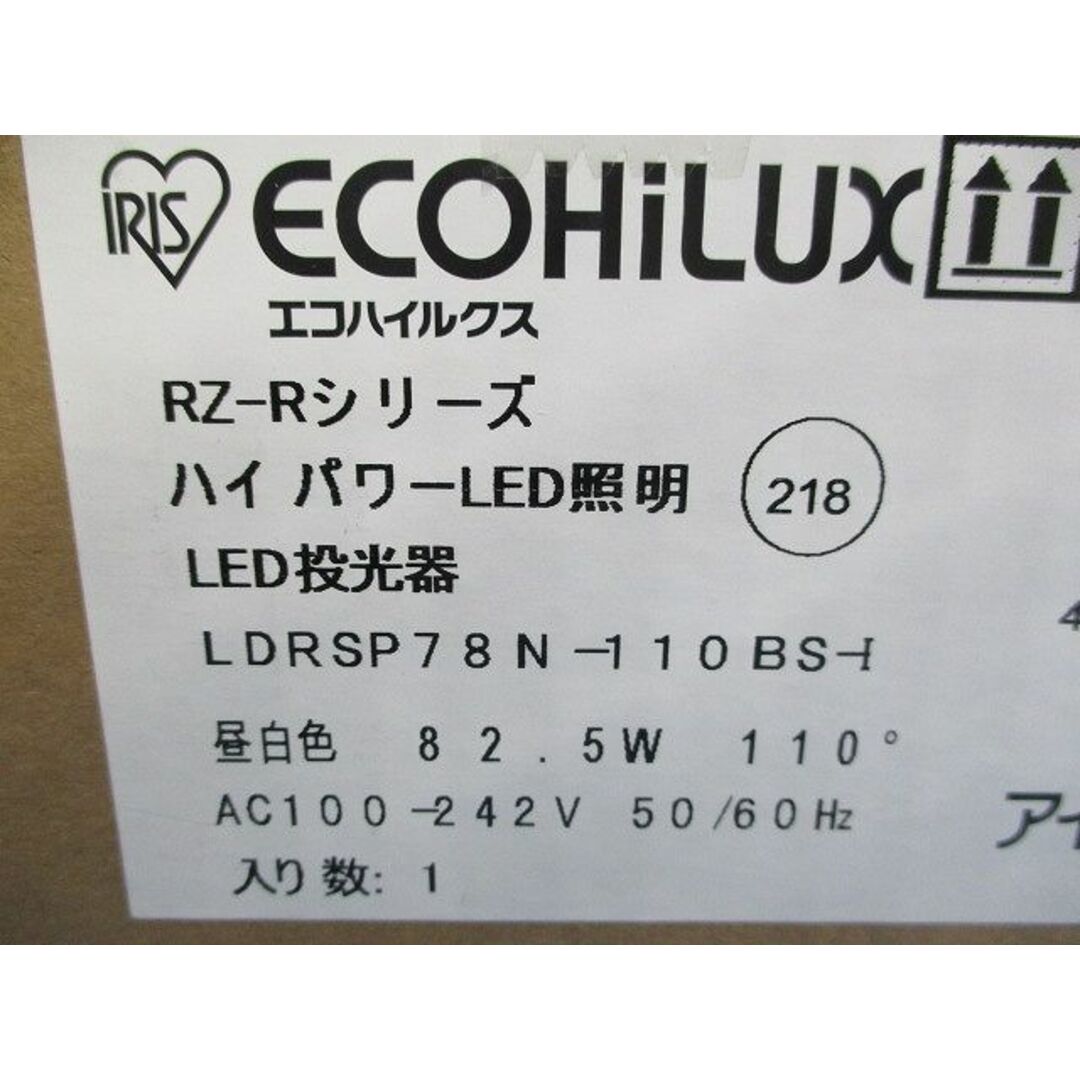 IRIS ECOHiLUX
エコハイルクス
RZ-Rシリーズ
ハイパワーLED照明 218
LED投光器
LDRSP78N-110BS-I
昼白色 82.5W 110°
AC100-242V 50/60Hz
アイ
入り数: 1